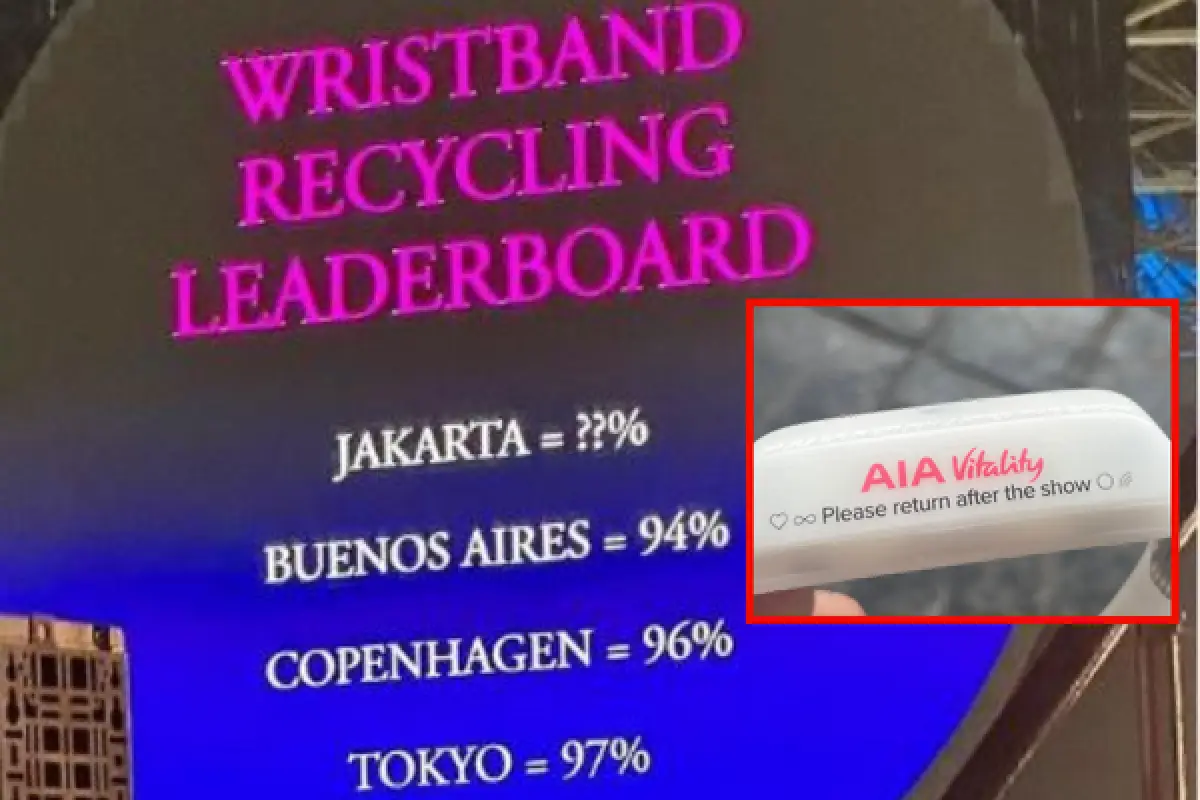 WRISTBAND
RECYCLING
LEADERBOARD
JAKARTA = ??%
BUENOS AIRES = 94%
COPENHAGEN = 96%
TOKYO = 97%
AIA Vitality
♡ ∞ Please return after the show